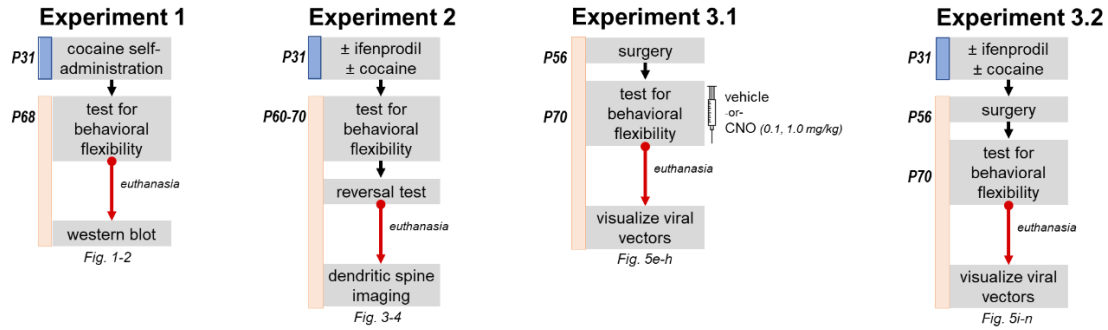 Experiment 1
P31
cocaine self-
administration
P68
test for
behavioral
flexibility
euthanasia
western blot
Fig. 1-2
Experiment 2
P31
± ifenprodil
± cocaine
P60-70
test for
behavioral
flexibility
reversal test
euthanasia
dendritic spine
imaging
Fig. 3-4
Experiment 3.1
P56
surgery
P70
test for
behavioral
flexibility
vehicle
-or-
CNO (0.1, 1.0 mg/kg)
euthanasia
visualize viral
vectors
Fig. 5e-h
Experiment 3.2
P31
± ifenprodil
± cocaine
P56
surgery
P70
test for
behavioral
flexibility
euthanasia
visualize viral
vectors
Fig. 5i-n